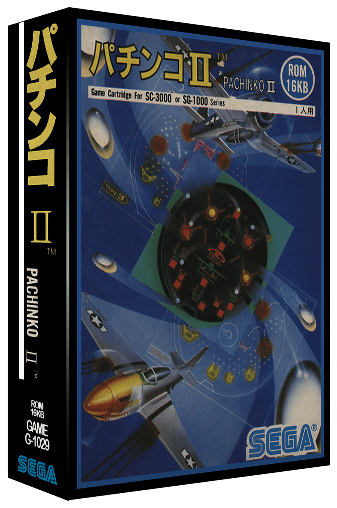 パチンコ
II
TM
PACHINKO II
ROM
16KB
GAME
G-1029
SEGA
パチンコII TM
PACHINKO II
ROM
16KB
Game Cartridge For SC-3000 or SG-1000 Series
1人用
SEGA®